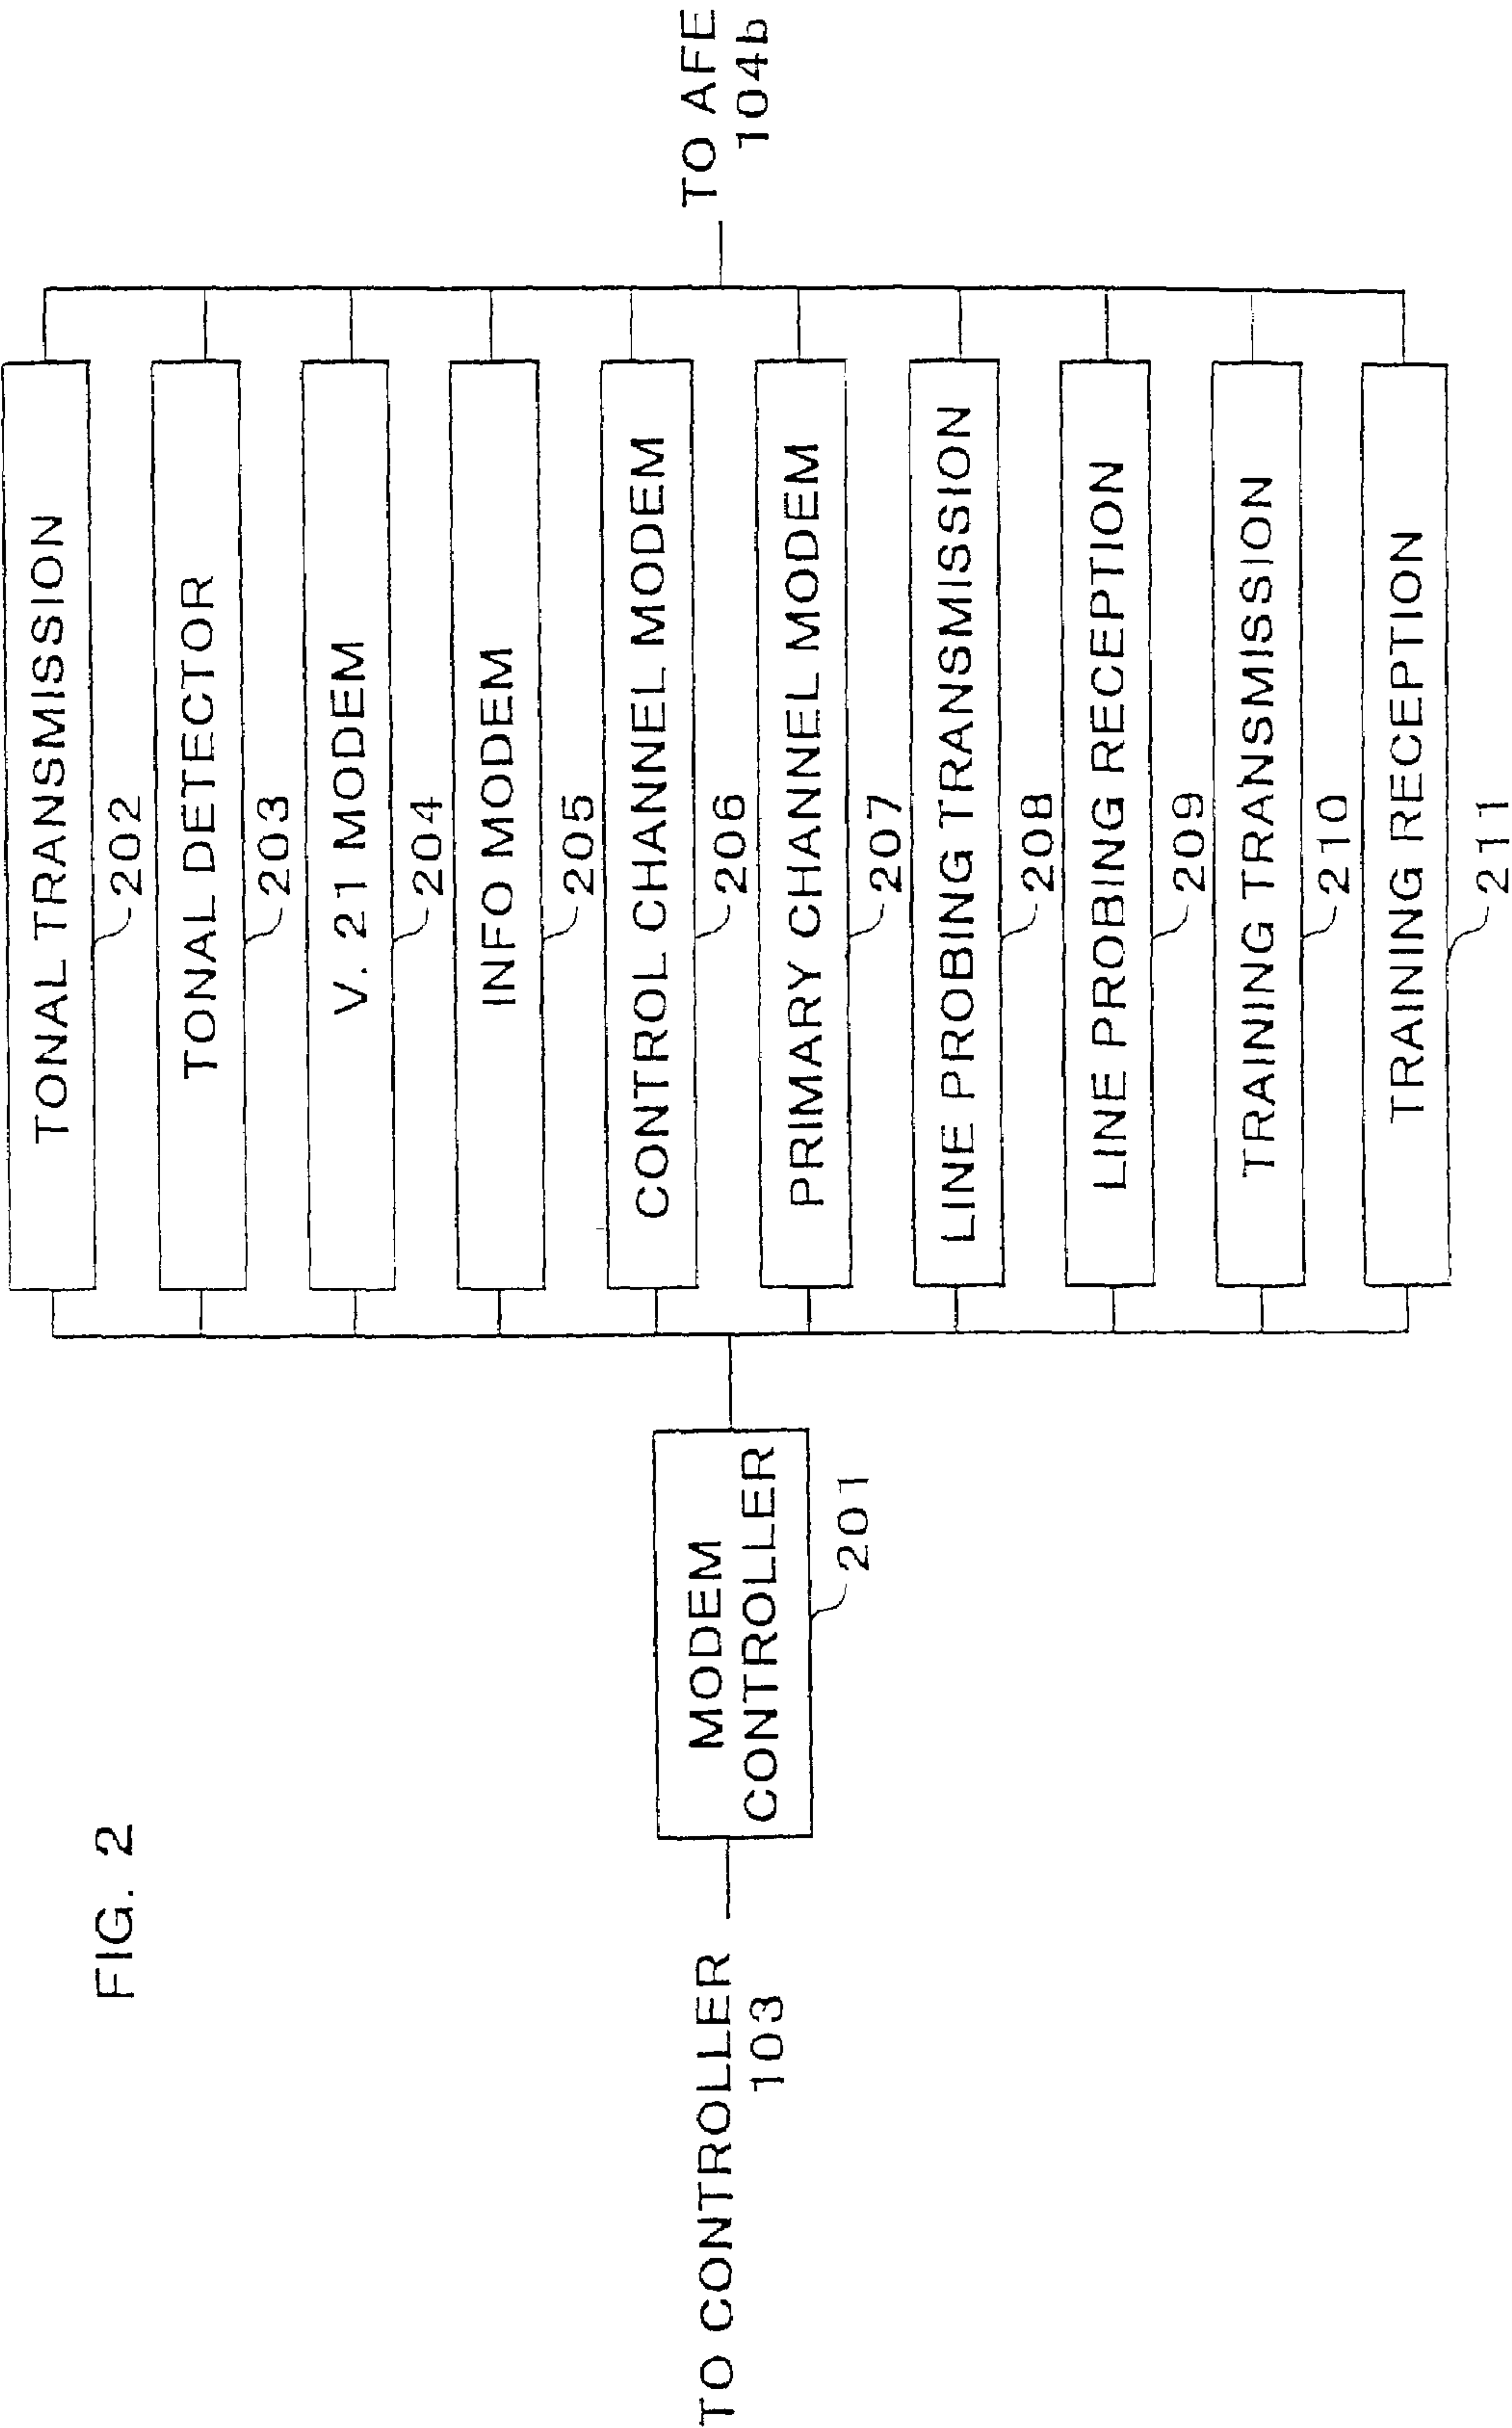 FIG. 2
TO CONTROLLER
103
MODEM
CONTROLLER
201
TONAL TRANSMISSION
202
TONAL DETECTOR
203
V. 21 MODEM
204
INFO MODEM
205
CONTROL CHANNEL MODEM
206
PRIMARY CHANNEL MODEM
207
LINE PROBING TRANSMISSION
208
LINE PROBING RECEPTION
209
TRAINING TRANSMISSION
210
TRAINING RECEPTION
211
TO AFE
104b